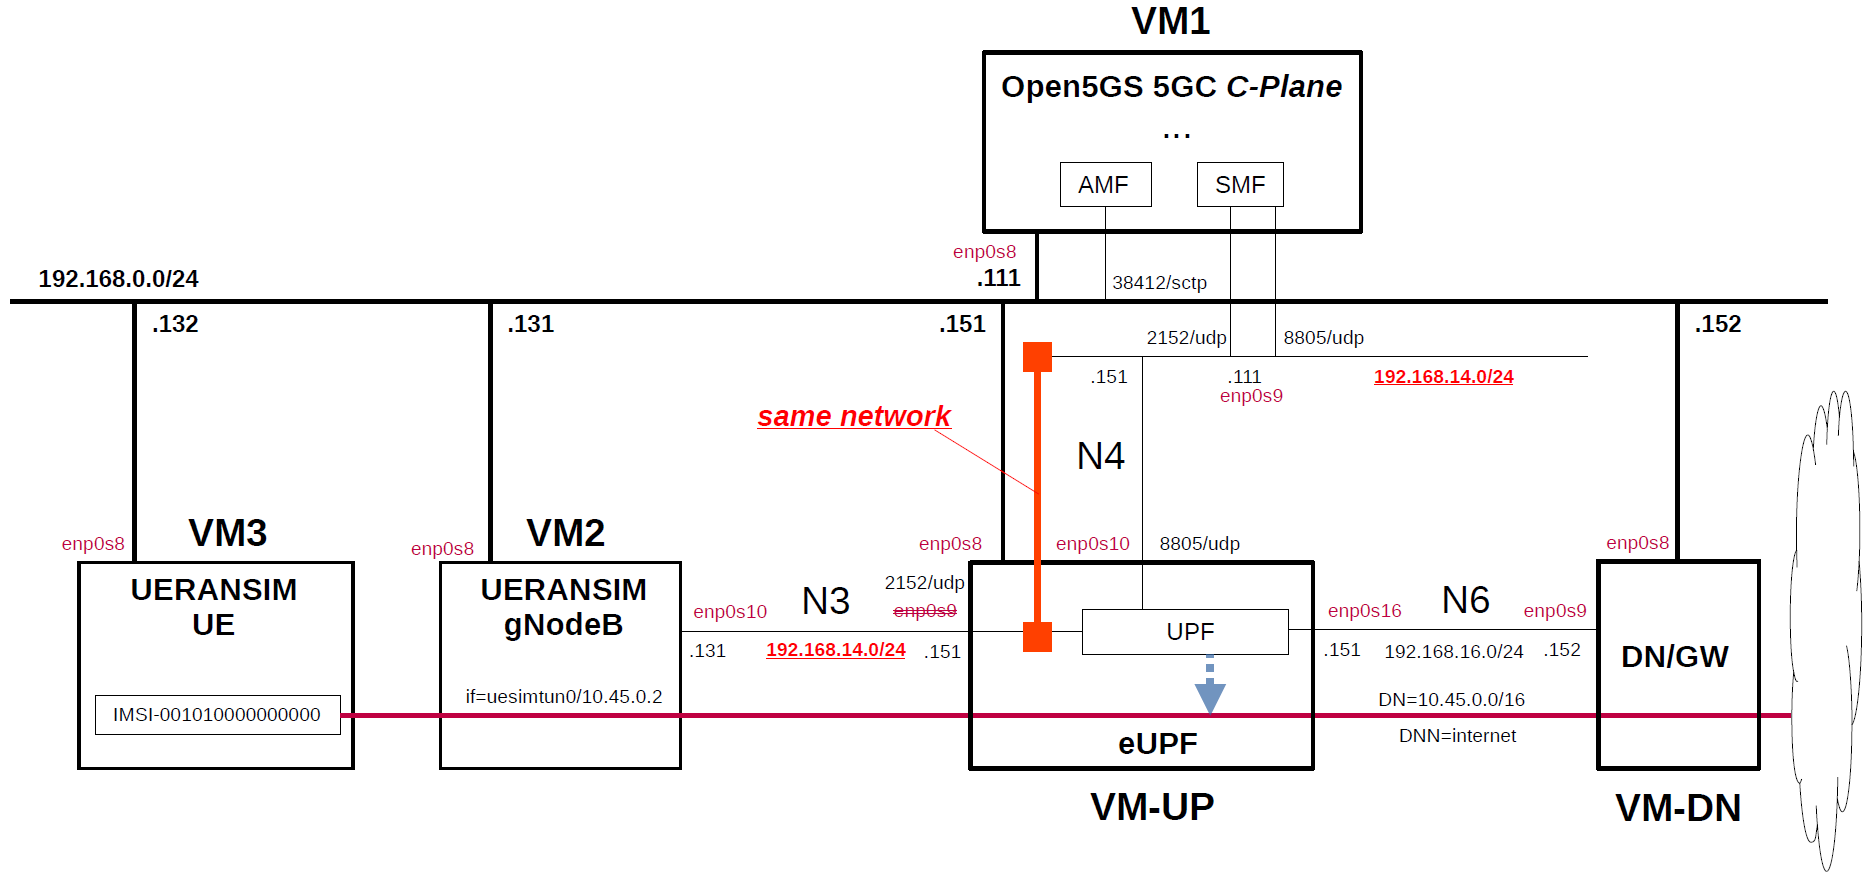 VM1
Open5GS 5GC C-Plane
...
AMF
SMF
enp0s8
.111
38412/sctp
192.168.0.0/24
.132
.131
.151
.152
2152/udp
8805/udp
.151
.111
192.168.14.0/24
enp0s9
same network
N4
VM3
VM2
enp0s8
enp0s8
enp0s8
enp0s10
8805/udp
enp0s8
UERANSIM
UE
UERANSIM
gNodeB
2152/udp
enp0s10
N3
enp0s9
.131
192.168.14.0/24
.151
UPF
enp0s16
N6
enp0s9
.151
192.168.16.0/24
.152
DN/GW
IMSI-001010000000000
if=uesimtun0/10.45.0.2
DN=10.45.0.0/16
DNN=internet
eUPF
VM-UP
VM-DN